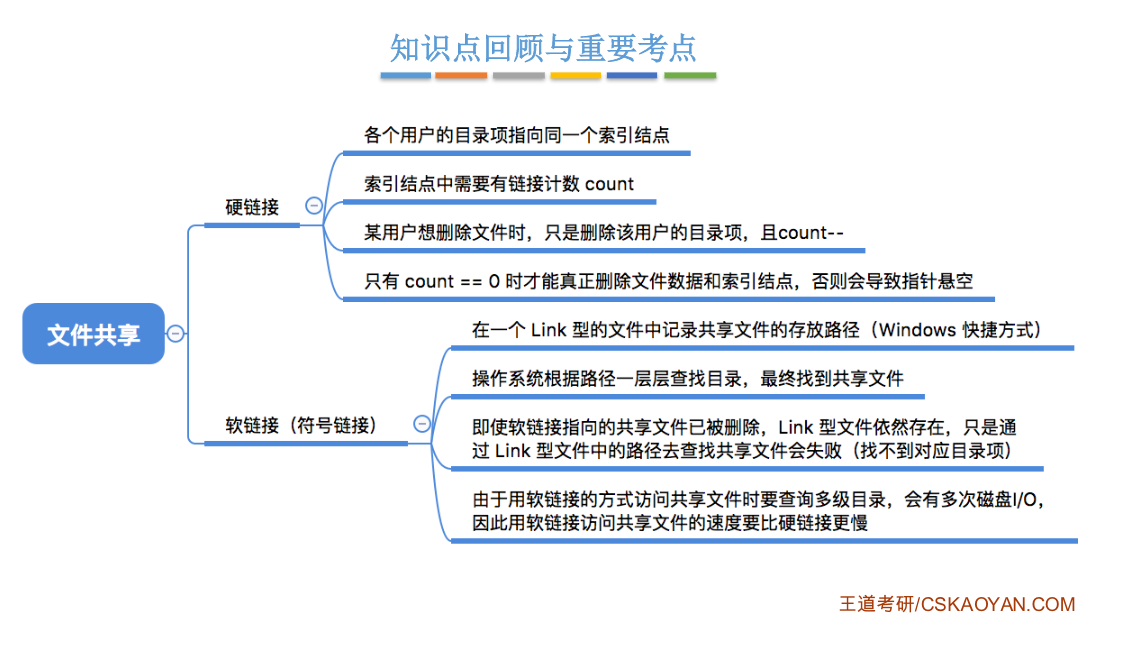 知识点回顾与重要考点
各个用户的目录项指向同一个索引结点
索引结点中需要有链接计数 count
硬链接
某用户想删除文件时，只是删除该用户的目录项，且count--
只有 count == 0 时才能真正删除文件数据和索引结点，否则会导致指针悬空
文件共享
在一个 Link 型的文件中记录共享文件的存放路径（Windows 快捷方式）
操作系统根据路径一层层查找目录，最终找到共享文件
软链接（符号链接）
即使软链接指向的共享文件已被删除，Link 型文件依然存在，只是通
过 Link 型文件中的路径去查找共享文件会失败（找不到对应目录项）
由于用软链接的方式访问共享文件时要查询多级目录，会有多次磁盘I/O，
因此用软链接访问共享文件的速度要比硬链接更慢
王道考研/CSKAOYAN.COM